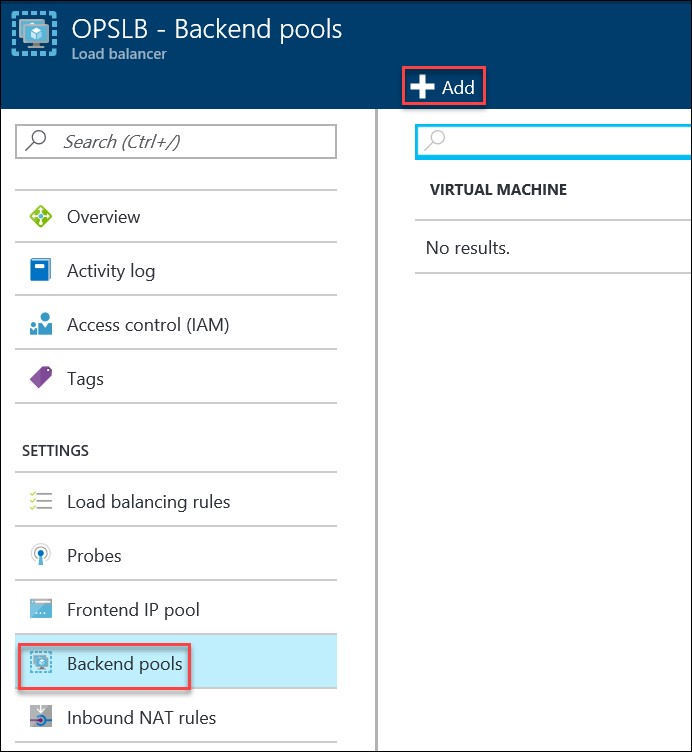 OPSLB - Backend pools
Load balancer
Add
Search (Ctrl+/)
Overview
Activity log
Access control (IAM)
Tags
SETTINGS
Load balancing rules
Probes
Frontend IP pool
Backend pools
Inbound NAT rules
VIRTUAL MACHINE
No results.